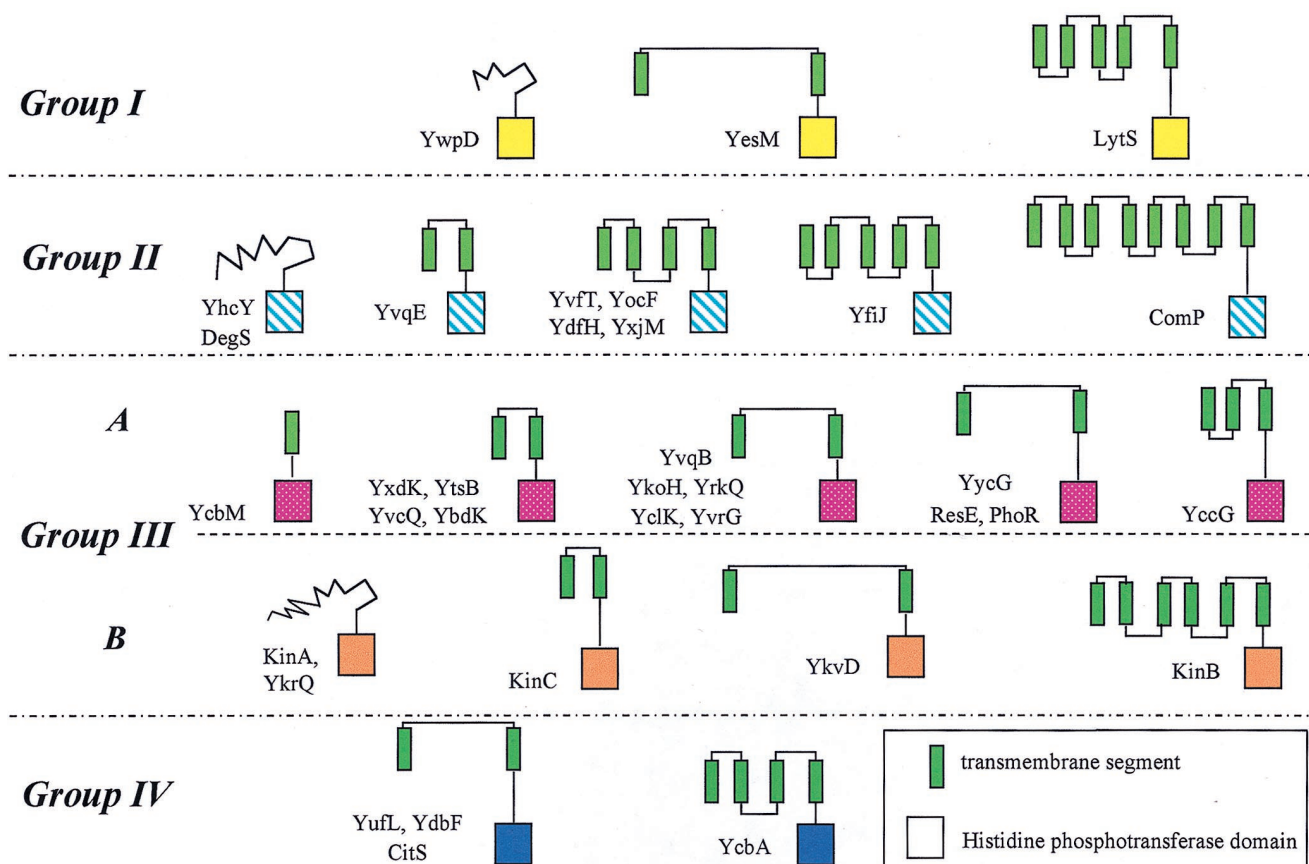 Group I
YwpD
YesM
LytS
Group II
YhcY
DegS
YvqE
YvfT, YocF
YdfH, YxjM
YfiJ
ComP
A
Group III
YcbM
YxdK, YtsB
YvcQ, YbdK
YvqB
YkoH, YrkQ
YclK, YvrG
YycG
ResE, PhoR
YccG
B
KinA,
YkrQ
KinC
YkvD
KinB
Group IV
YufL, YdbF
CitS
YcbA
transmembrane segment
Histidine phosphotransferase domain